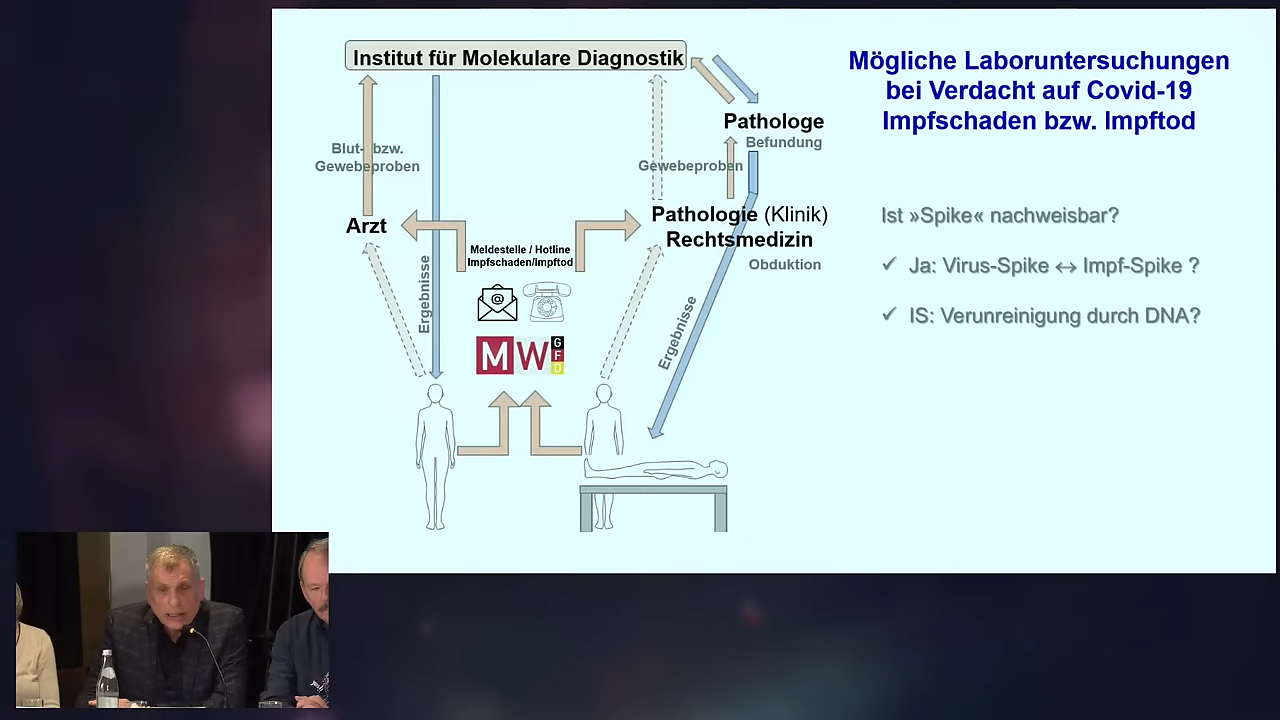 Institut für Molekulare Diagnostik
Mögliche Laboruntersuchungen
bei Verdacht auf Covid-19
Impfschaden bzw. Impftod
Pathologe
Befundung
Blut- bzw.
Gewebeproben
Gewebeproben
Arzt
Pathologie (Klinik)
Rechtsmedizin
Obduktion
Meldestelle / Hotline
Impfschaden/Impftod
Ergebnisse
Ergebnisse
@
MWGFD
Ist »Spike« nachweisbar?
✓ Ja: Virus-Spike ↔ Impf-Spike ?
✓ IS: Verunreinigung durch DNA?